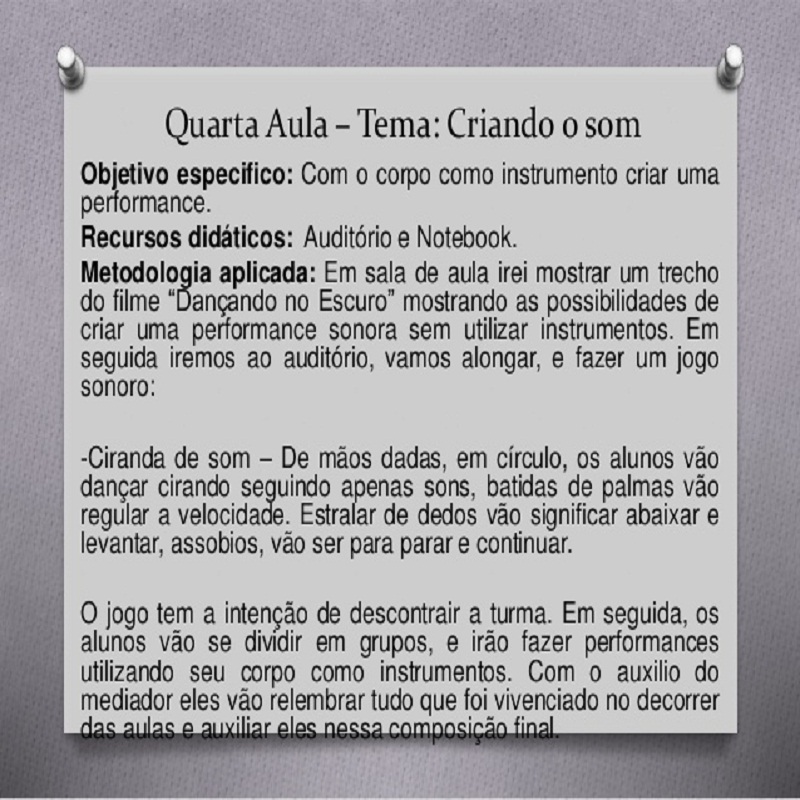 Quarta Aula – Tema: Criando o som
Objetivo especifico: Com o corpo como instrumento criar uma
performance.
Recursos didáticos: Auditório e Notebook.
Metodologia aplicada: Em sala de aula irei mostrar um trecho
do filme “Dançando no Escuro” mostrando as possibilidades de
criar uma performance sonora sem utilizar instrumentos. Em
seguida iremos ao auditório, vamos alongar, e fazer um jogo
sonoro:
-Ciranda de som – De mãos dadas, em círculo, os alunos vão
dançar cirando seguindo apenas sons, batidas de palmas vão
regular a velocidade. Estralar de dedos vão significar abaixar e
levantar, assobios, vão ser para parar e continuar.
O jogo tem a intenção de descontrair a turma. Em seguida, os
alunos vão se dividir em grupos, e irão fazer performances
utilizando seu corpo como instrumentos. Com o auxilio do
mediador eles vão relembrar tudo que foi vivenciado no decorrer
das aulas e auxiliar eles nessa composição final.